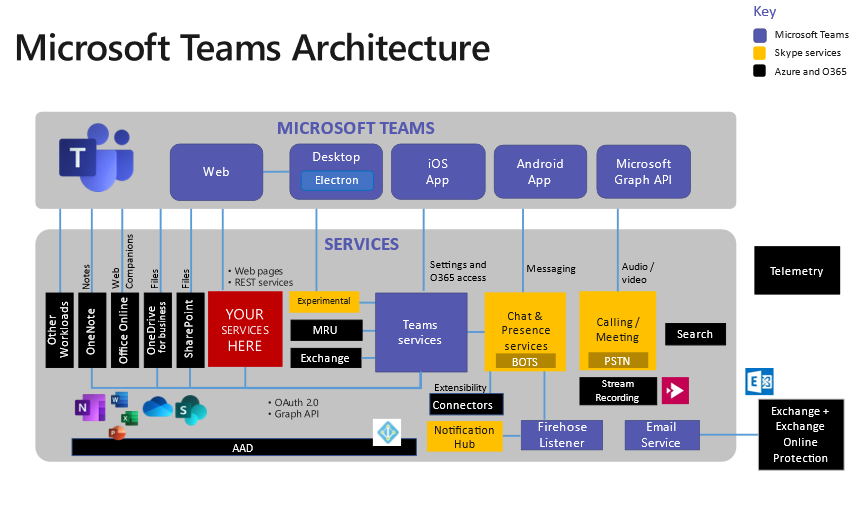 Key
Microsoft Teams
Skype services
Azure and O365
Microsoft Teams Architecture
MICROSOFT TEAMS
T
Web
Desktop
Electron
iOS
App
Android
App
Microsoft
Graph API
SERVICES
Notes
Web
Companions
Files
Files
• Web pages
• REST services
Settings and
O365 access
Messaging
Audio /
video
Telemetry
Other
Workloads
OneNote
Office Online
OneDrive
for business
SharePoint
YOUR
SERVICES
HERE
Experimental
MRU
Exchange
Teams
services
Chat &
Presence
services
BOTS
Calling /
Meeting
PSTN
Search
Stream
Recording
Extensibility
Connectors
N
W
X
P
S
• OAuth 2.0
• Graph API
Notification
Hub
Firehose
Listener
Email
Service
E
Exchange +
Exchange
Online
Protection
AAD